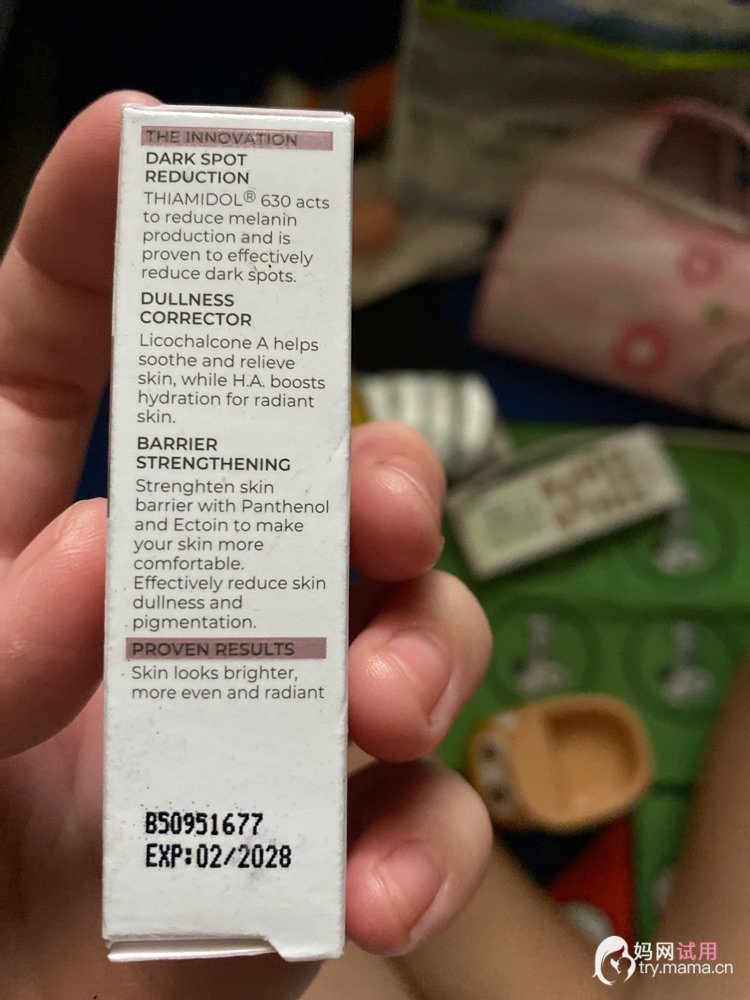 THE INNOVATION
DARK SPOT
REDUCTION
THIAMIDOL® 630 acts
to reduce melanin
production and is
proven to effectively
reduce dark spots.
DULLNESS
CORRECTOR
Licochalcone A helps
soothe and relieve
skin, while H.A. boosts
hydration for radiant
skin.
BARRIER
STRENGTHENING
Strenghten skin
barrier with Panthenol
and Ectoin to make
your skin more
comfortable.
Effectively reduce skin
dullness and
pigmentation.
PROVEN RESULTS
Skin looks brighter,
more even and radiant
B50951677
EXP:02/2028
妈网试用
try.mama.cn